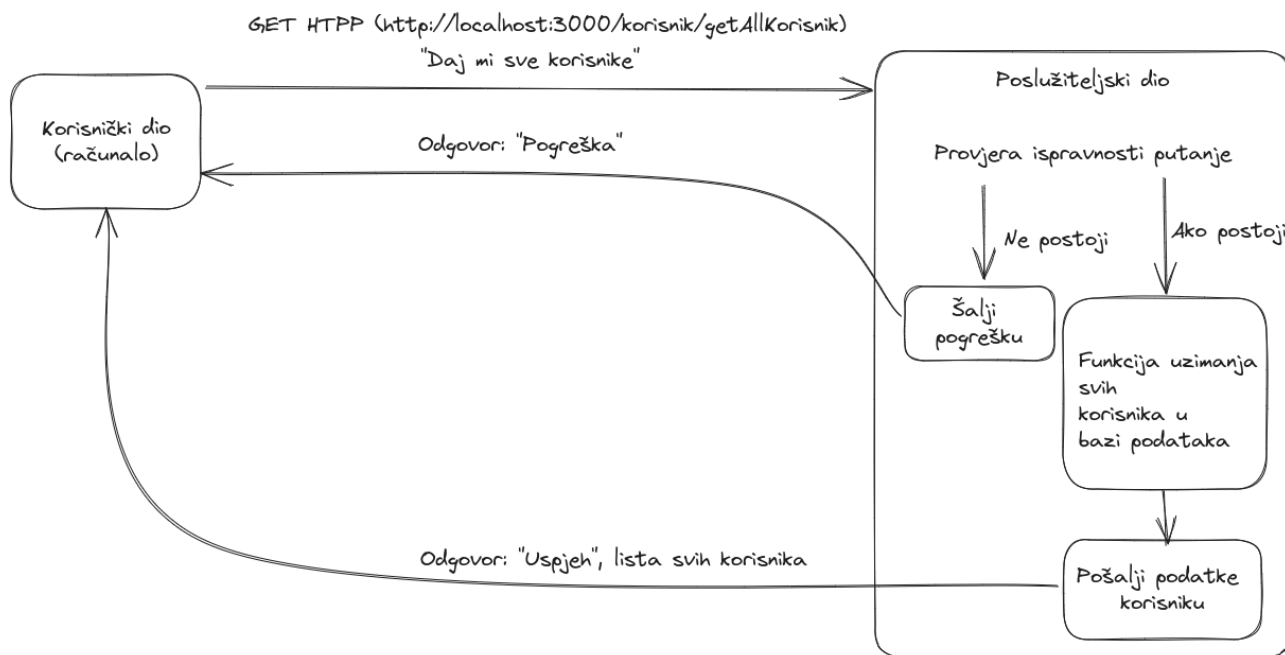 GET HTPP (http://localhost:3000/korisnik/getAllKorisnik)
"Daj mi sve korisnike"
Poslužiteljski dio
Korisnički dio
(računalo)
Odgovor: "Pogreška"
Provjera ispravnosti putanje
Ne postoji
Ako postoji
Šalji
pogrešku
Funkcija uzimanja
svih
korisnika u
bazi podataka
Odgovor: "Uspjeh", lista svih korisnika
Pošalji podatke
korisniku